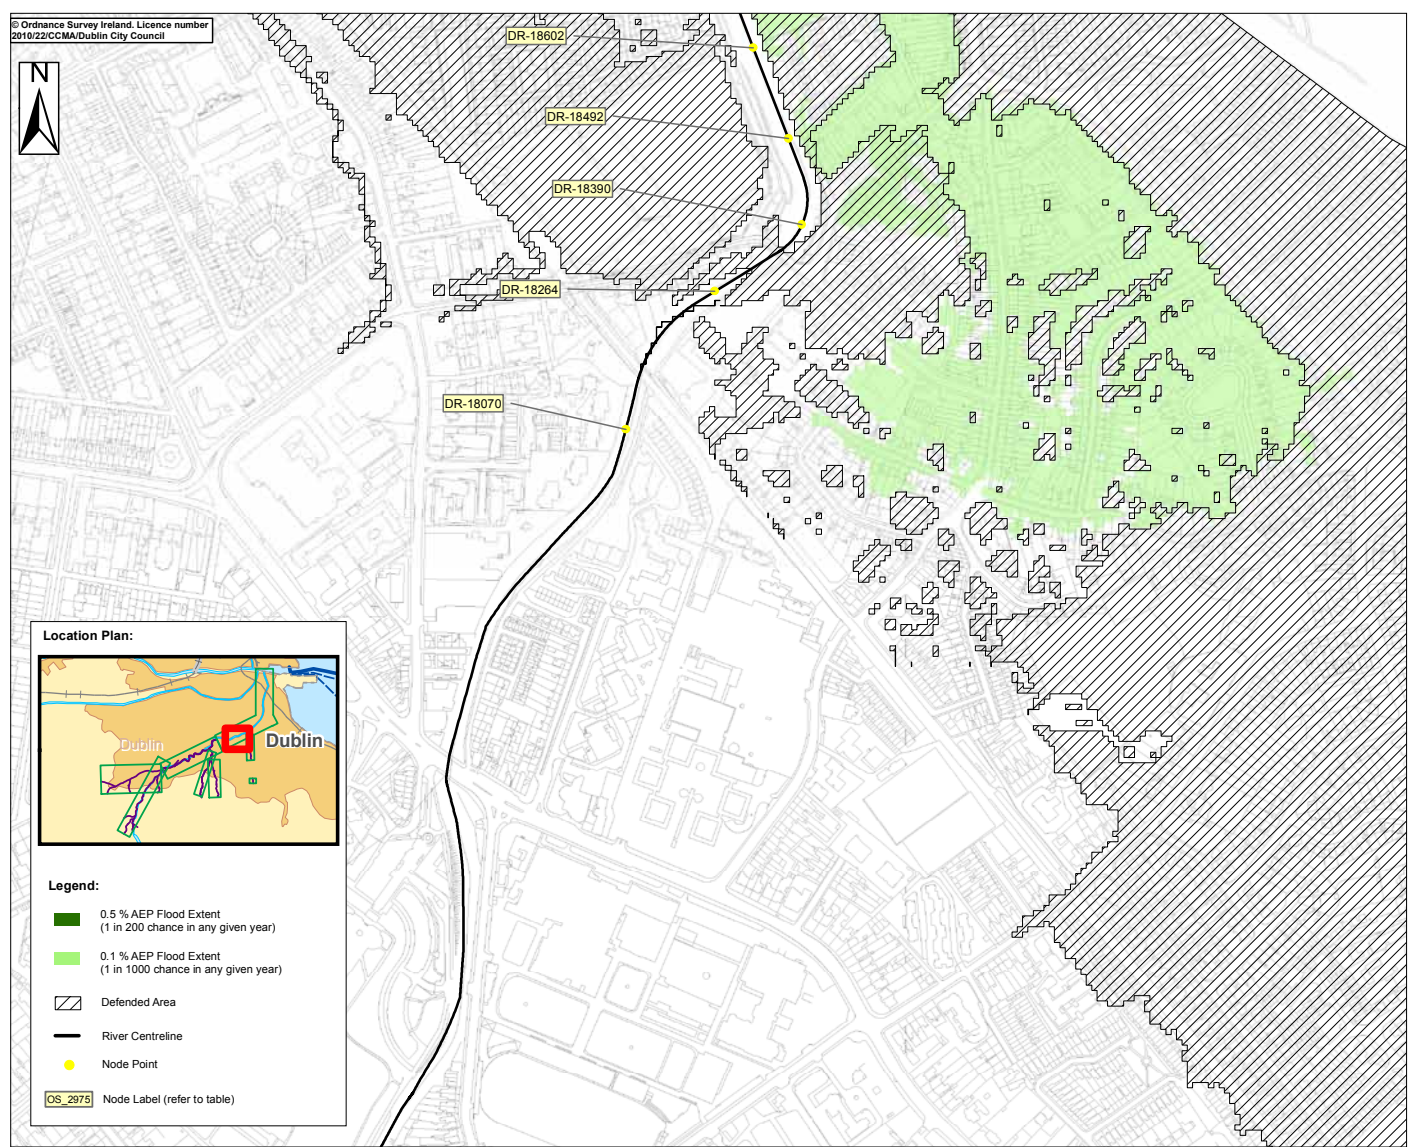 © Ordnance Survey Ireland. Licence number
2010/22/CCMA/Dublin City Council
N
DR-18602
DR-18492
DR-18390
DR-18264
DR-18070
Location Plan:
Dublin
Dublin
Legend:
0.5 % AEP Flood Extent
(1 in 200 chance in any given year)
0.1 % AEP Flood Extent
(1 in 1000 chance in any given year)
Defended Area
River Centreline
Node Point
OS_2975 Node Label (refer to table)